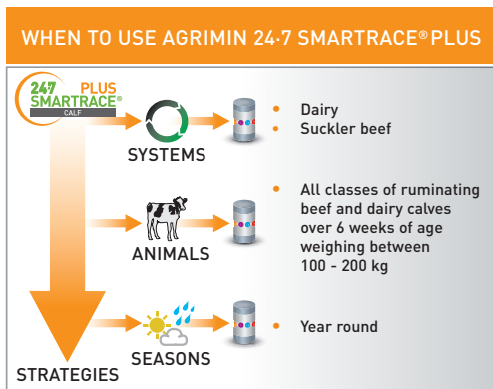 WHEN TO USE AGRIMIN 24·7 SMARTRACE® PLUS
24·7 PLUS
SMARTRACE®
CALF
SYSTEMS
• Dairy
• Suckler beef
ANIMALS
• All classes of ruminating
beef and dairy calves
over 6 weeks of age
weighing between
100 - 200 kg
SEASONS
• Year round
STRATEGIES